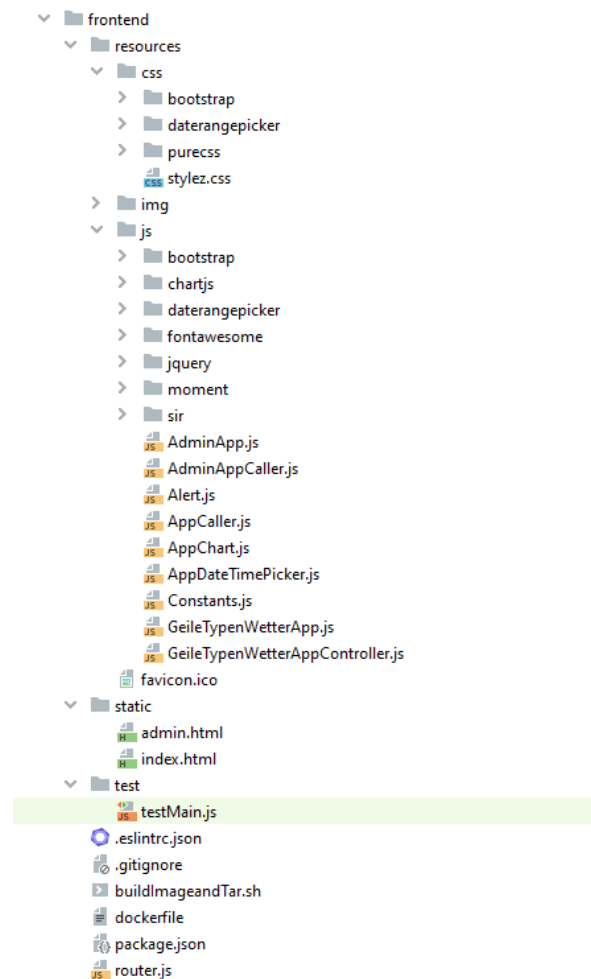 frontend
resources
css
bootstrap
daterangepicker
purecss
stylez.css
img
js
bootstrap
chartjs
daterangepicker
fontawesome
jquery
moment
sir
AdminApp.js
AdminAppCaller.js
Alert.js
AppCaller.js
AppChart.js
AppDateTimePicker.js
Constants.js
GeileTypenWetterApp.js
GeileTypenWetterAppController.js
favicon.ico
static
admin.html
index.html
test
testMain.js
.eslintrc.json
.gitignore
buildImageandTar.sh
dockerfile
package.json
router.js